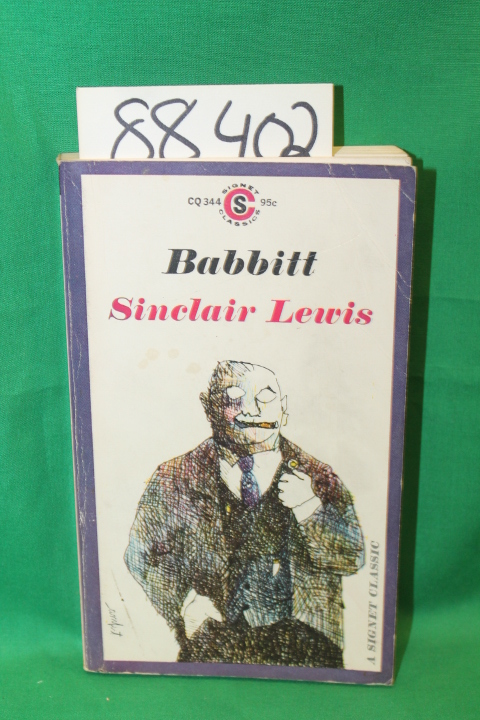 88402
CQ 344
SIGNET
S
CLASSICS
95c
Babbitt
Sinclair Lewis
A SIGNET CLASSIC